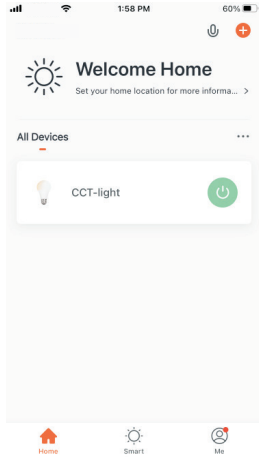 1:58 PM
60%
Welcome Home
Set your home location for more informa...
All Devices
CCT-light
Home
Smart
Me